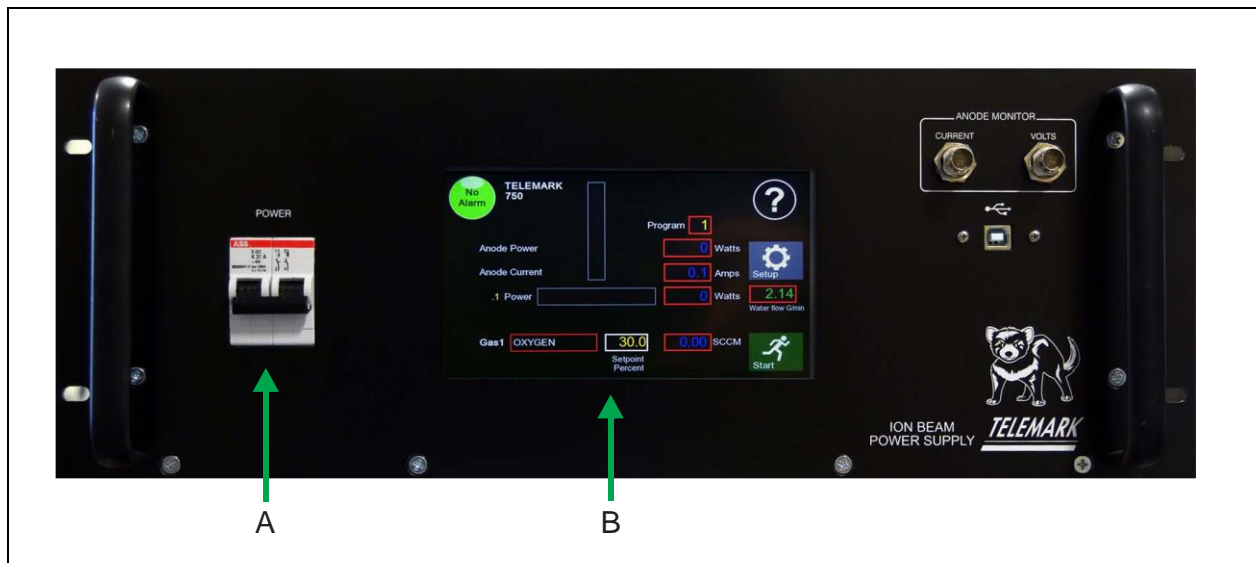 POWER
ABB
No
Alarm
TELEMARK
750
?
Program 1
Anode Power 0 Watts
Anode Current 0.1 Amps
.1 Power 0 Watts
Setup
2.14
Water flow G/min
Gas1 OXYGEN 30.0 0.00 SCCM
Setpoint
Percent
Start
ANODE MONITOR
CURRENT VOLTS
ION BEAM
POWER SUPPLY
TELEMARK
A B